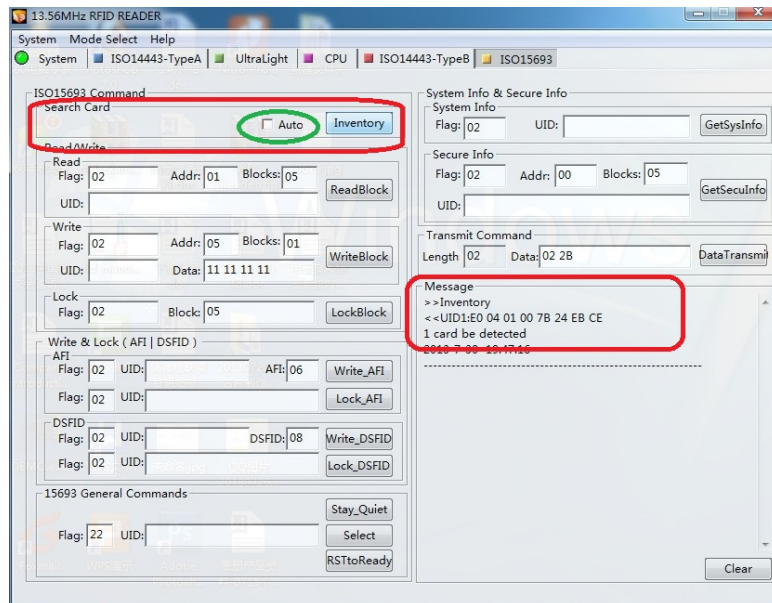 13.56MHz RFID READER
System Mode Select Help
System ISO14443-TypeA UltraLight CPU ISO14443-TypeB ISO15693
ISO15693 Command
Search Card
Auto Inventory
Read/Write
Read
Flag: 02 Addr: 01 Blocks: 05
ReadBlock
UID:
Write
Flag: 02 Addr: 05 Blocks: 01
WriteBlock
UID: Data: 11 11 11 11
Lock
Flag: 02 Block: 05 LockBlock
Write & Lock ( AFI | DSFID )
AFI
Flag: 02 UID: AFI: 06 Write_AFI
Flag: 02 UID: Lock_AFI
DSFID
Flag: 02 UID: DSFID: 08 Write_DSFID
Flag: 02 UID: Lock_DSFID
15693 General Commands
Stay_Quiet
Flag: 22 UID: Select
RSTtoReady
System Info & Secure Info
System Info
Flag: 02 UID: GetSysInfo
Secure Info
Flag: 02 Addr: 00 Blocks: 05
GetSecuInfo
UID:
Transmit Command
Length 02 Data: 02 2B DataTransmit
Message
>>Inventory
<<UID1:E0 04 01 00 7B 24 EB CE
1 card be detected
Clear
Windows